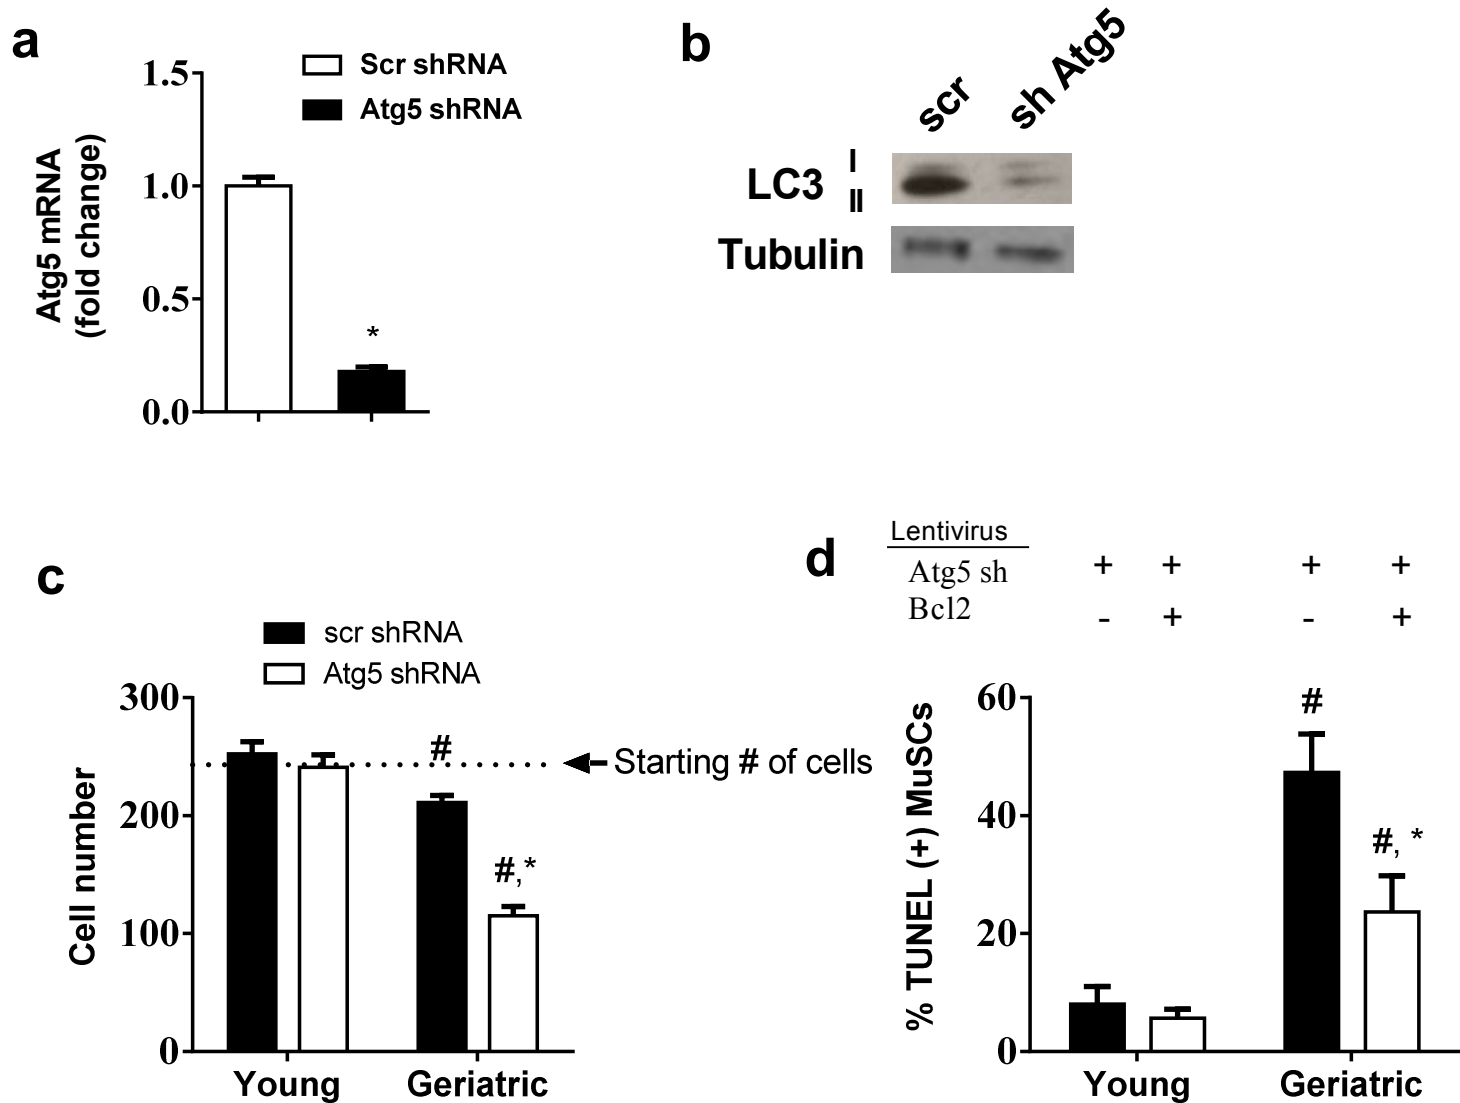 a
Scr shRNA
Atg5 shRNA
Atg5 mRNA
(fold change)
1.5
1.0
0.5
0.0
*
b
scr
sh Atg5
LC3
I
II
Tubulin
c
scr shRNA
Atg5 shRNA
Cell number
300
200
100
0
#
#,*
Starting # of cells
Young
Geriatric
d
Lentivirus
Atg5 sh + + + +
Bcl2 - + - +
% TUNEL (+) MuSCs
60
40
20
0
#
#, *
Young
Geriatric